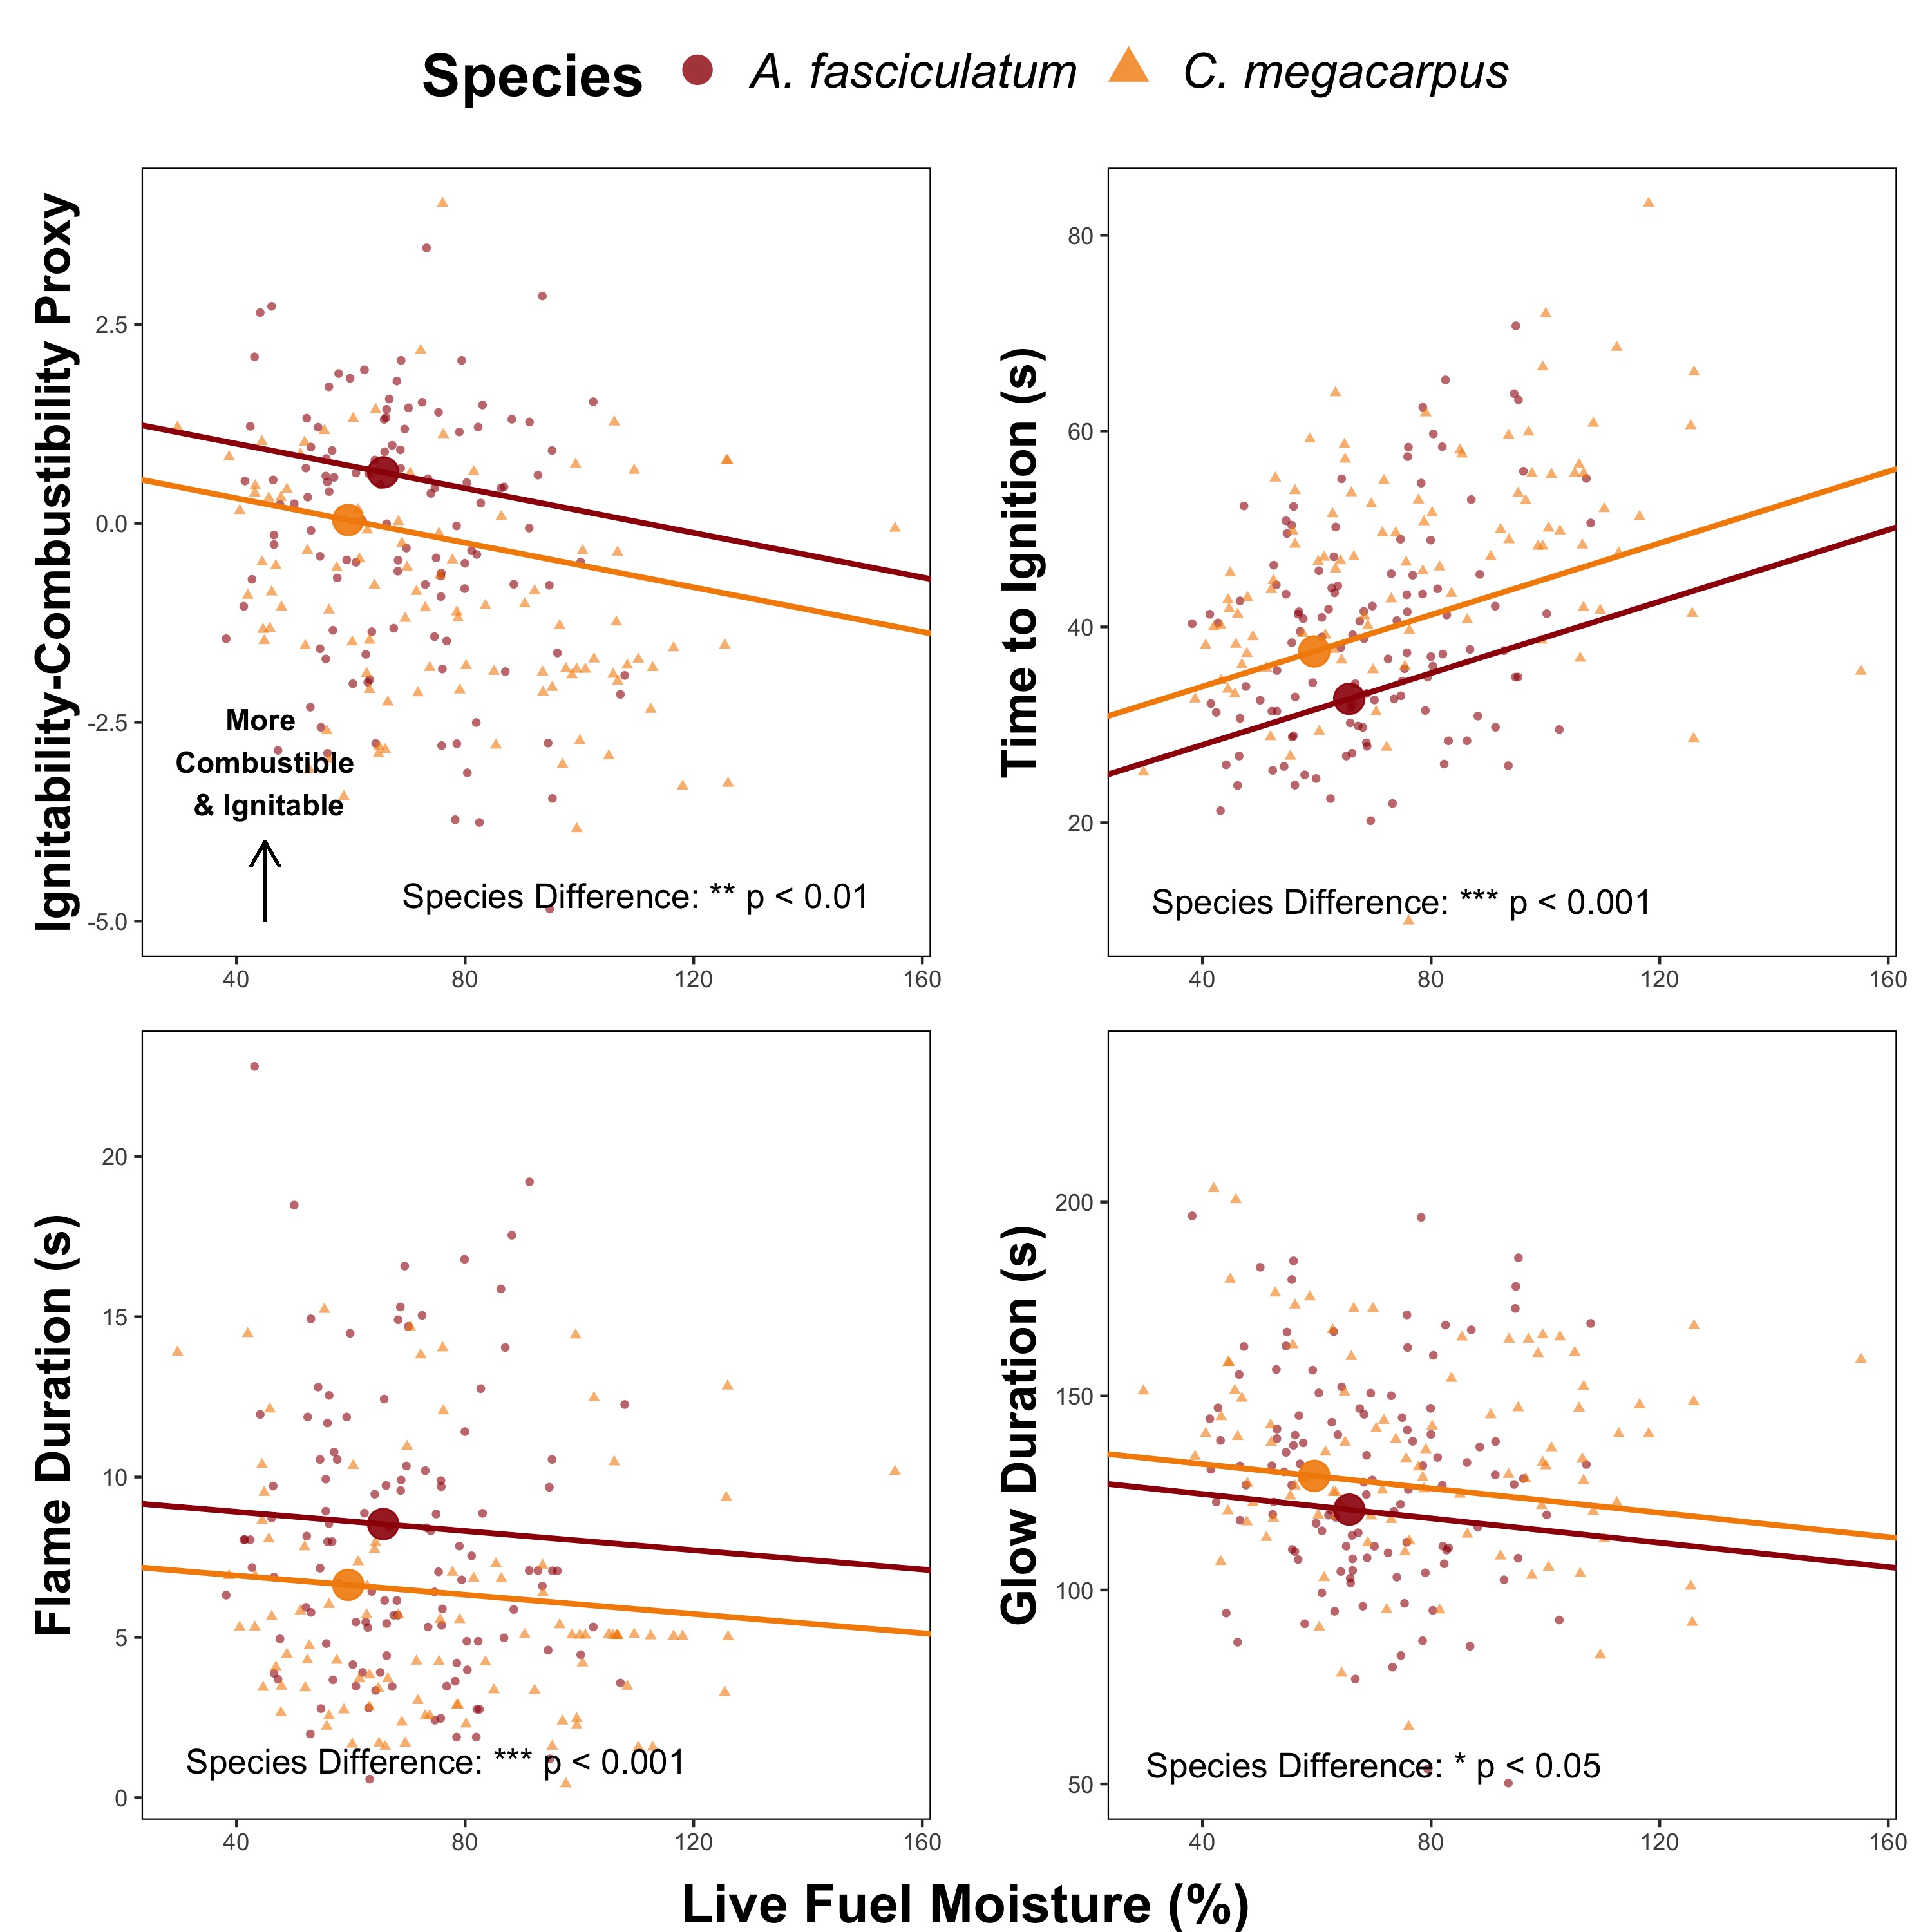 Species A. fasciculatum C. megacarpus
Ignitability-Combustibility Proxy
2.5
0.0
-2.5
-5.0
More
Combustible
& Ignitable
Species Difference: ** p < 0.01
40 80 120 160
Time to Ignition (s)
80
60
40
20
Species Difference: *** p < 0.001
40 80 120 160
Flame Duration (s)
20
15
10
5
0
Species Difference: *** p < 0.001
40 80 120 160
Glow Duration (s)
200
150
100
50
Species Difference: * p < 0.05
40 80 120 160
Live Fuel Moisture (%)